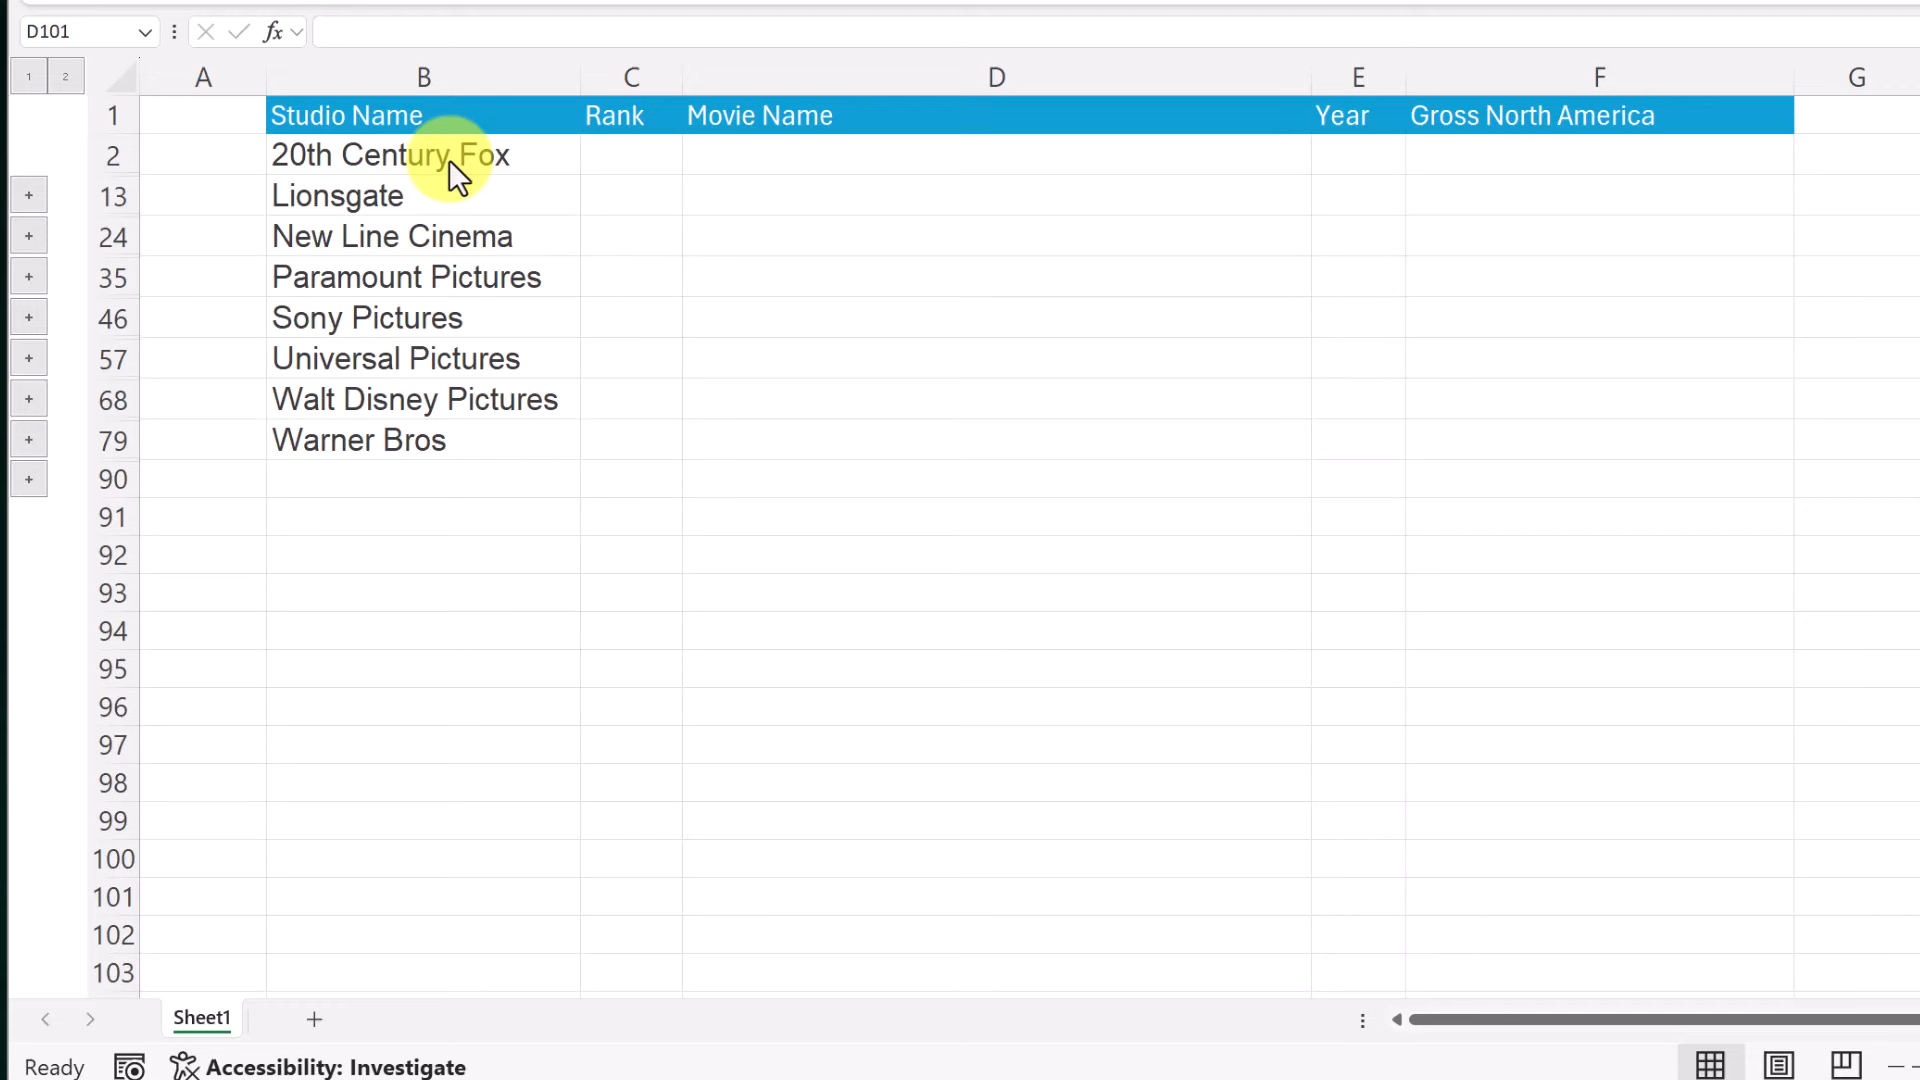 D101
fx
1 2
A B C D E F G
1 Studio Name Rank Movie Name Year Gross North America
2 20th Century Fox
+ 13 Lionsgate
+ 24 New Line Cinema
+ 35 Paramount Pictures
+ 46 Sony Pictures
+ 57 Universal Pictures
+ 68 Walt Disney Pictures
+ 79 Warner Bros
+ 90
91
92
93
94
95
96
97
98
99
100
101
102
103
Sheet1
Ready Accessibility: Investigate